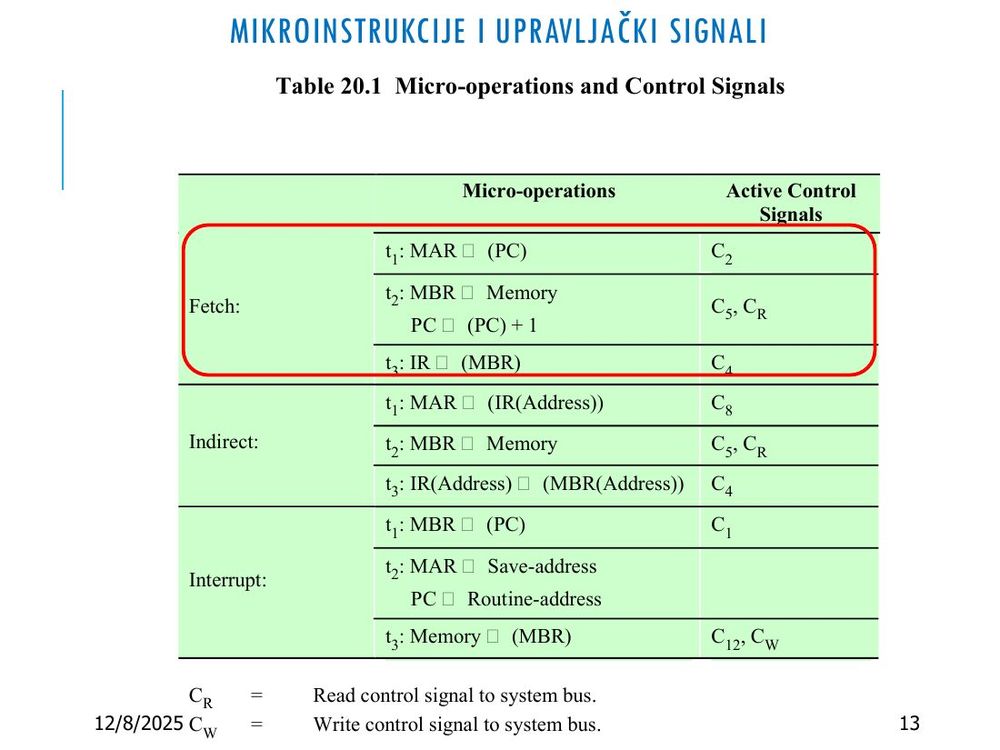 MIKROINSTRUKCIJE I UPRAVLJAČKI SIGNALI
Table 20.1 Micro-operations and Control Signals
Micro-operations
Active Control
Signals
Fetch:
t1: MAR □ (PC)
C2
t2: MBR □ Memory
PC □ (PC) + 1
C5, CR
t3: IR □ (MBR)
C4
Indirect:
t1: MAR □ (IR(Address))
C8
t2: MBR □ Memory
C5, CR
t3: IR(Address) □ (MBR(Address))
C4
Interrupt:
t1: MBR □ (PC)
C1
t2: MAR □ Save-address
PC □ Routine-address
t3: Memory □ (MBR)
C12, CW
CR = Read control signal to system bus.
CW = Write control signal to system bus.
12/8/2025
13